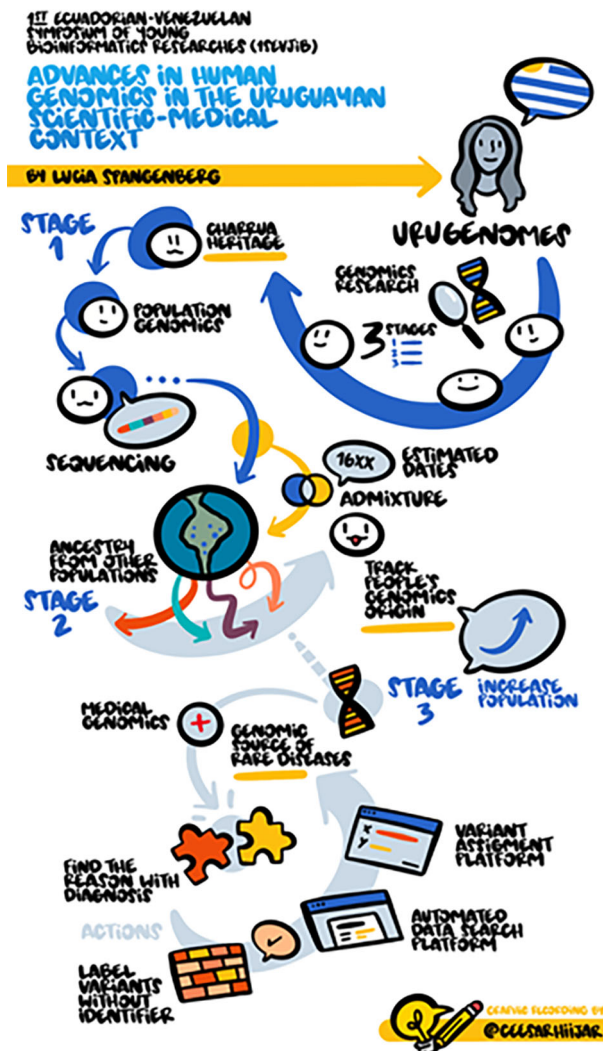 1ST ECUADORIAN-VENEZUELAN
SYMPOSIUM OF YOUNG
BIOINFORMATICS RESEARCHES (1SEVJIB)
ADVANCES IN HUMAN
GENOMICS IN THE URUGUAYAN
SCIENTIFIC-MEDICAL
CONTEXT
BY LUCIA SPANGENBERG
URUGENOMES
GENOMICS
RESEARCH
3 STAGES
1
2
3
STAGE
1
CHARRUA
HERITAGE
POPULATION
GENOMICS
SEQUENCING
16XX
ESTIMATED
DATES
ADMIXTURE
ANCESTRY
FROM OTHER
POPULATIONS
STAGE
2
TRACK
PEOPLE'S
GENOMICS
ORIGIN
STAGE
3
INCREASE
POPULATION
MEDICAL
GENOMICS
GENOMIC
SOURCE OF
RARE DISEASES
FIND THE
REASON WITH
DIAGNOSIS
X
Y
VARIANT
ASSIGMENT
PLATFORM
ACTIONS
AUTOMATED
DATA SEARCH
PLATFORM
LABEL
VARIANTS
WITHOUT
IDENTIFIER
GRAPHIC RECORDING BY
@CEESARHIIJAR